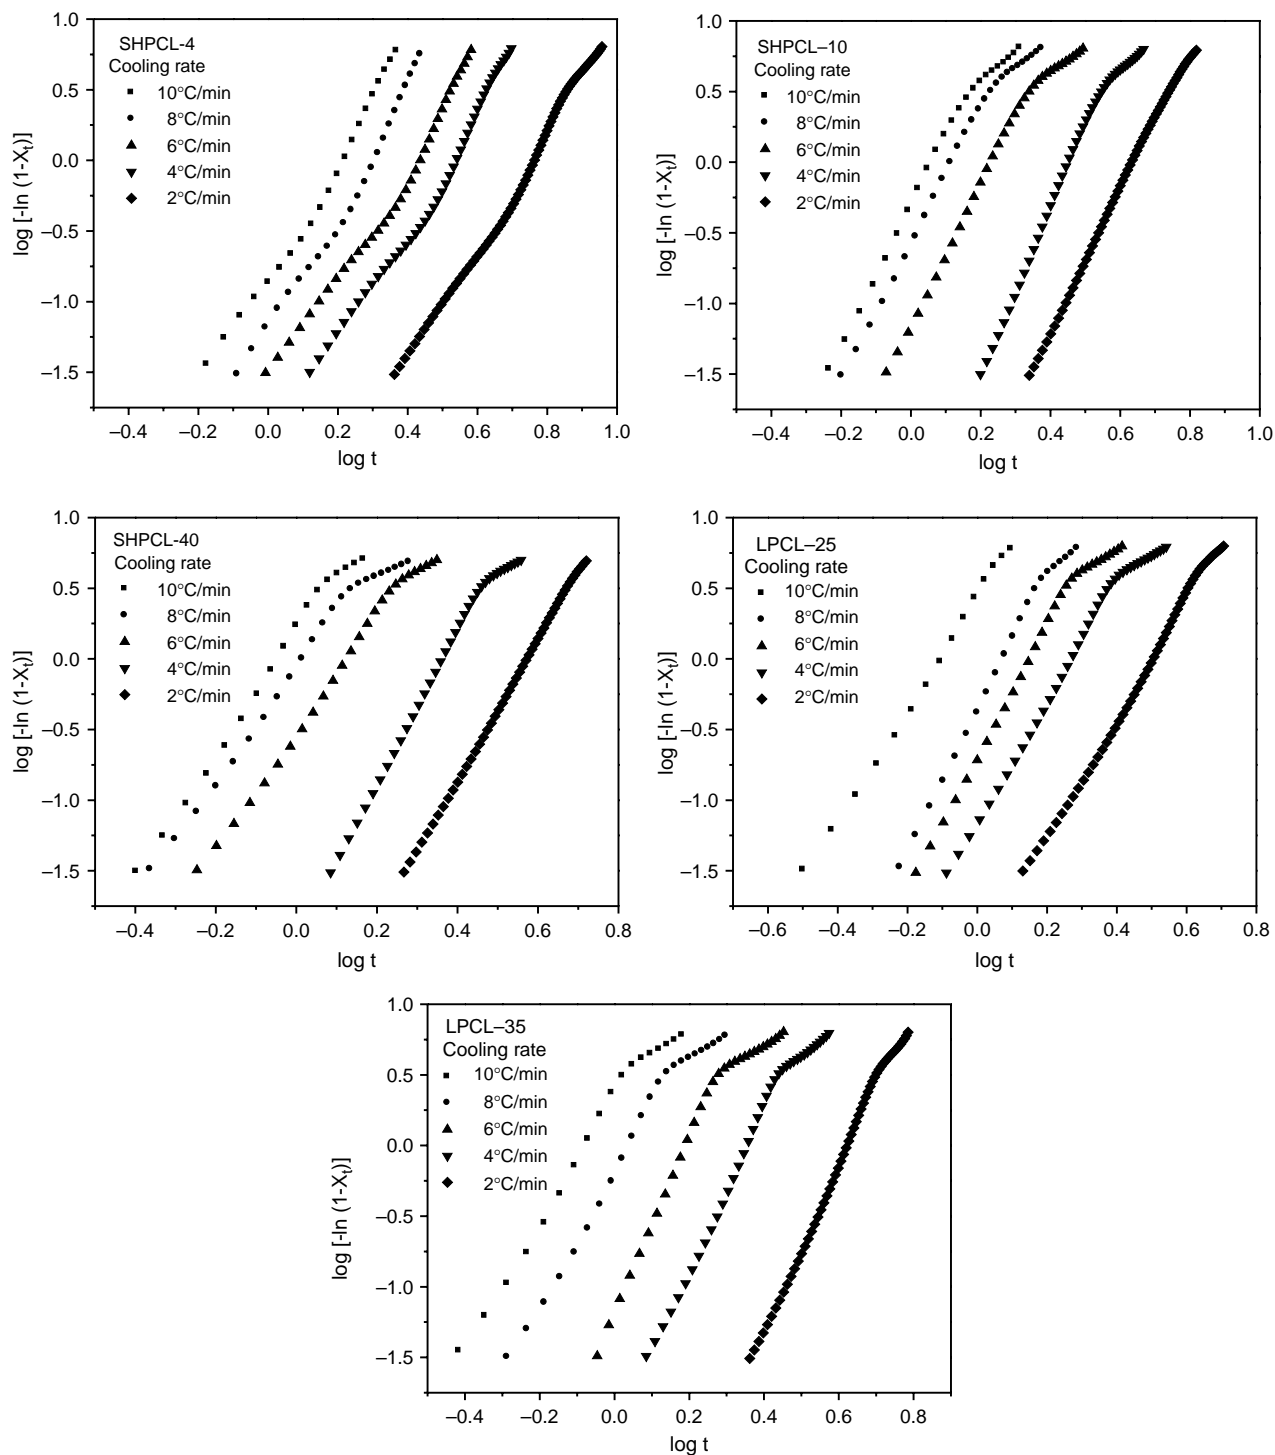 SHPCL-4
Cooling rate
10°C/min
8°C/min
6°C/min
4°C/min
2°C/min
log [-ln (1-Xt)]
1.0
0.5
0.0
–0.5
–1.0
–1.5
–0.4 –0.2 0.0 0.2 0.4 0.6 0.8 1.0
log t
SHPCL–10
Cooling rate
10°C/min
8°C/min
6°C/min
4°C/min
2°C/min
log [-ln (1-Xt)]
1.0
0.5
0.0
–0.5
–1.0
–1.5
–0.4 –0.2 0.0 0.2 0.4 0.6 0.8 1.0
log t
SHPCL-40
Cooling rate
10°C/min
8°C/min
6°C/min
4°C/min
2°C/min
log [-ln (1-Xt)]
1.0
0.5
0.0
–0.5
–1.0
–1.5
–0.4 –0.2 0.0 0.2 0.4 0.6 0.8
log t
LPCL–25
Cooling rate
10°C/min
8°C/min
6°C/min
4°C/min
2°C/min
log [-ln (1-Xt)]
1.0
0.5
0.0
–0.5
–1.0
–1.5
–0.6 –0.4 –0.2 0.0 0.2 0.4 0.6 0.8
log t
LPCL–35
Cooling rate
10°C/min
8°C/min
6°C/min
4°C/min
2°C/min
log [-ln (1-Xt)]
1.0
0.5
0.0
–0.5
–1.0
–1.5
–0.4 –0.2 0.0 0.2 0.4 0.6 0.8
log t